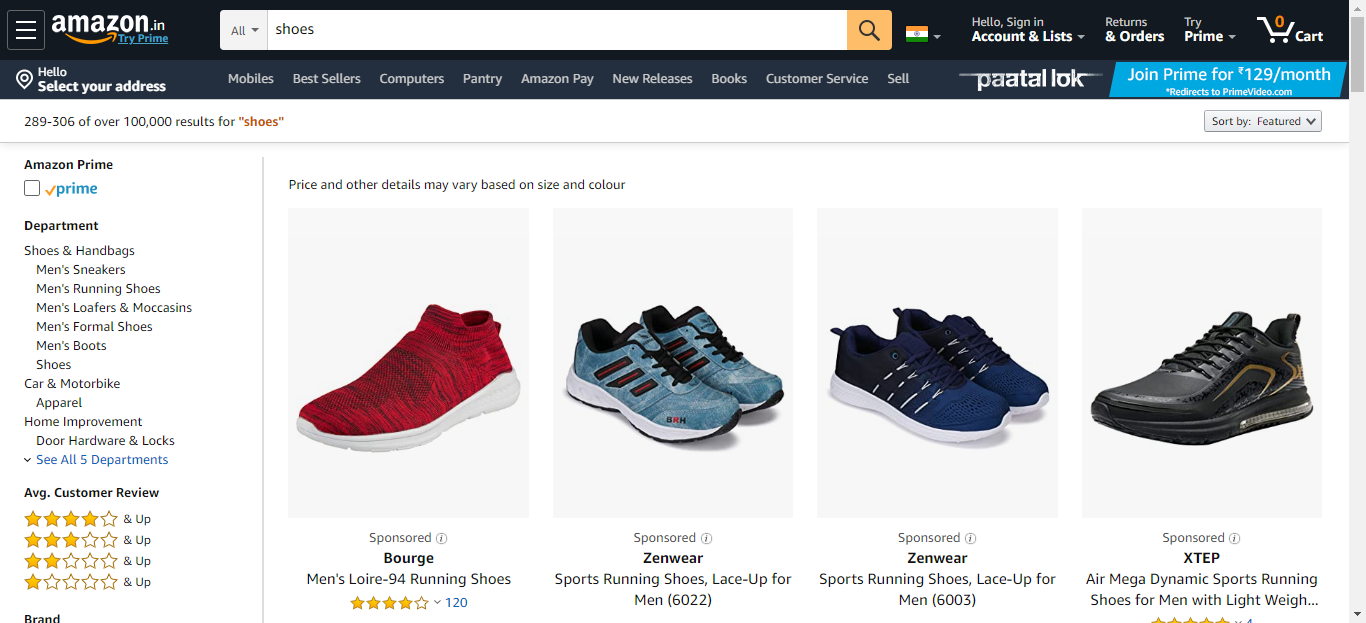 amazon.in
Try Prime
All
shoes
Hello, Sign in
Account & Lists
Returns
& Orders
Try
Prime
0
Cart
Hello
Select your address
Mobiles
Best Sellers
Computers
Pantry
Amazon Pay
New Releases
Books
Customer Service
Sell
paatal lok
Join Prime for ₹129/month
*Redirects to PrimeVideo.com
289-306 of over 100,000 results for "shoes"
Sort by: Featured
Amazon Prime
prime
Department
Shoes & Handbags
Men's Sneakers
Men's Running Shoes
Men's Loafers & Moccasins
Men's Formal Shoes
Men's Boots
Shoes
Car & Motorbike
Apparel
Home Improvement
Door Hardware & Locks
See All 5 Departments
Avg. Customer Review
& Up
& Up
& Up
& Up
Brand
Price and other details may vary based on size and colour
BRH
Sponsored
Bourge
Men's Loire-94 Running Shoes
120
Sponsored
Zenwear
Sports Running Shoes, Lace-Up for
Men (6022)
Sponsored
Zenwear
Sports Running Shoes, Lace-Up for
Men (6003)
Sponsored
XTEP
Air Mega Dynamic Sports Running
Shoes for Men with Light Weigh...
4